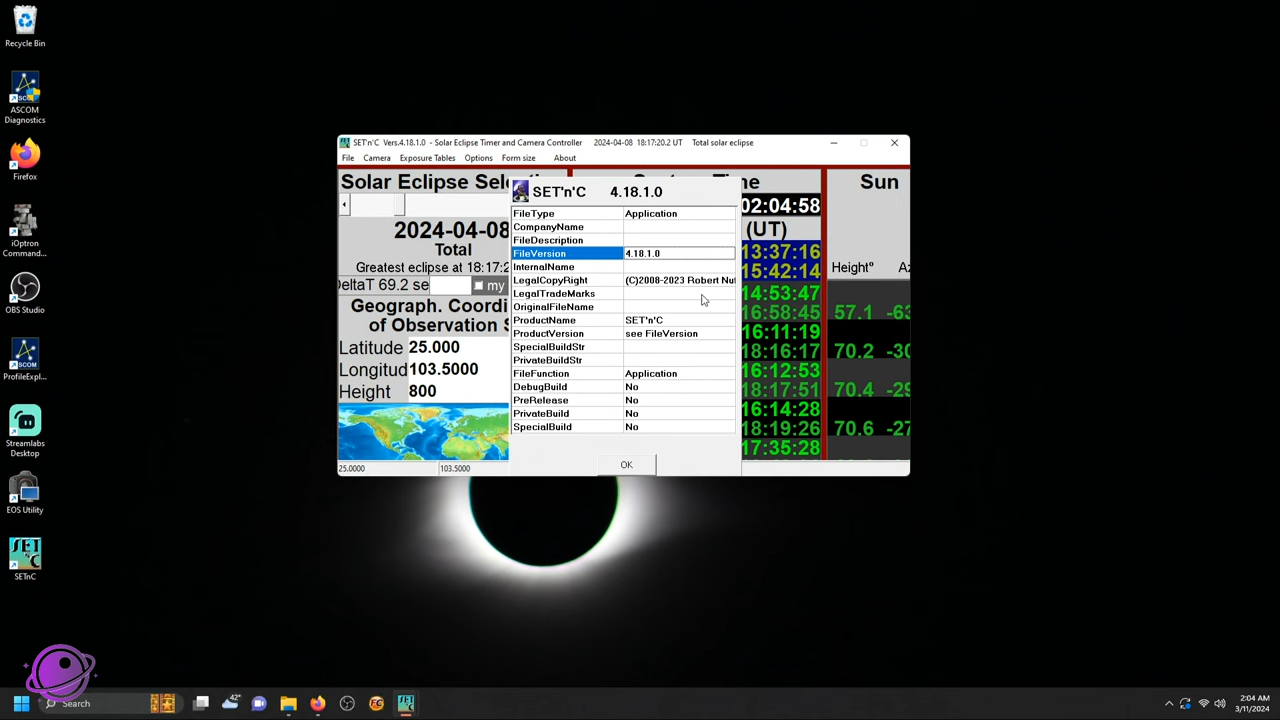 Recycle Bin
ASCOM
Diagnostics
Firefox
iOptron
Command...
OBS Studio
ProfileExpl...
Streamlabs
Desktop
EOS Utility
SETnC
SET'n'C Vers.4.18.1.0 - Solar Eclipse Timer and Camera Controller 2024-04-08 18:17:20.2 UT Total solar eclipse
File Camera Exposure Tables Options Form size About
Solar Eclipse Sele
2024-04-08
Total
Greatest eclipse at 18:17:2
DeltaT 69.2 se my
Geograph. Coordi
of Observation S
Latitude 25.000
Longitud 103.5000
Height 800
25.0000 103.5000
SET'n'C 4.18.1.0
FileType Application
CompanyName
FileDescription
FileVersion 4.18.1.0
InternalName
LegalCopyRight (C)2008-2023 Robert Nu
LegalTradeMarks
OriginalFileName
ProductName SET'n'C
ProductVersion see FileVersion
SpecialBuildStr
PrivateBuildStr
FileFunction Application
DebugBuild No
PreRelease No
PrivateBuild No
SpecialBuild No
OK
02:04:58
(UT)
13:37:16
15:42:14
14:53:47
16:58:45
16:11:19
18:16:17
16:12:53
18:17:51
16:14:28
18:19:26
17:35:28
Sun
Height° Az
57.1 -63
70.2 -30
70.4 -29
70.6 -27
Search
42°
2:04 AM
3/11/2024